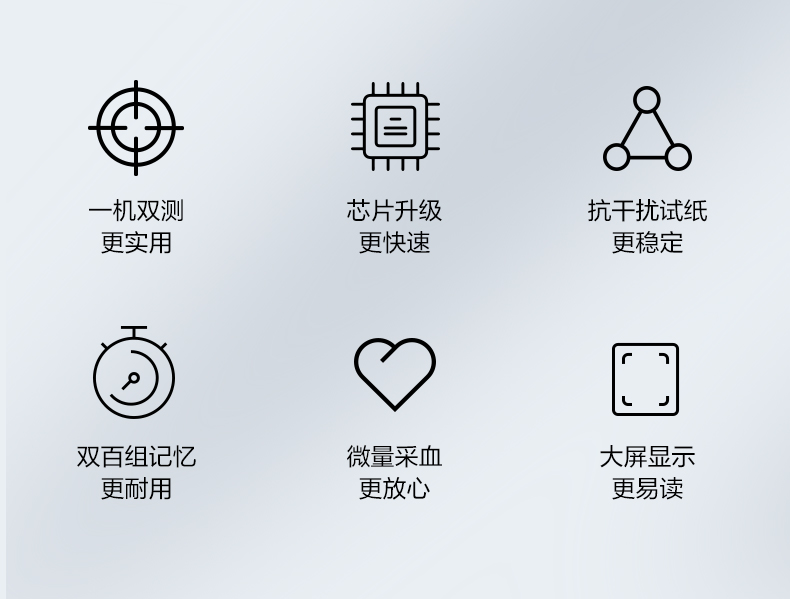 一机双测
更实用
芯片升级
更快速
抗干扰试纸
更稳定
双百组记忆
更耐用
微量采血
更放心
大屏显示
更易读